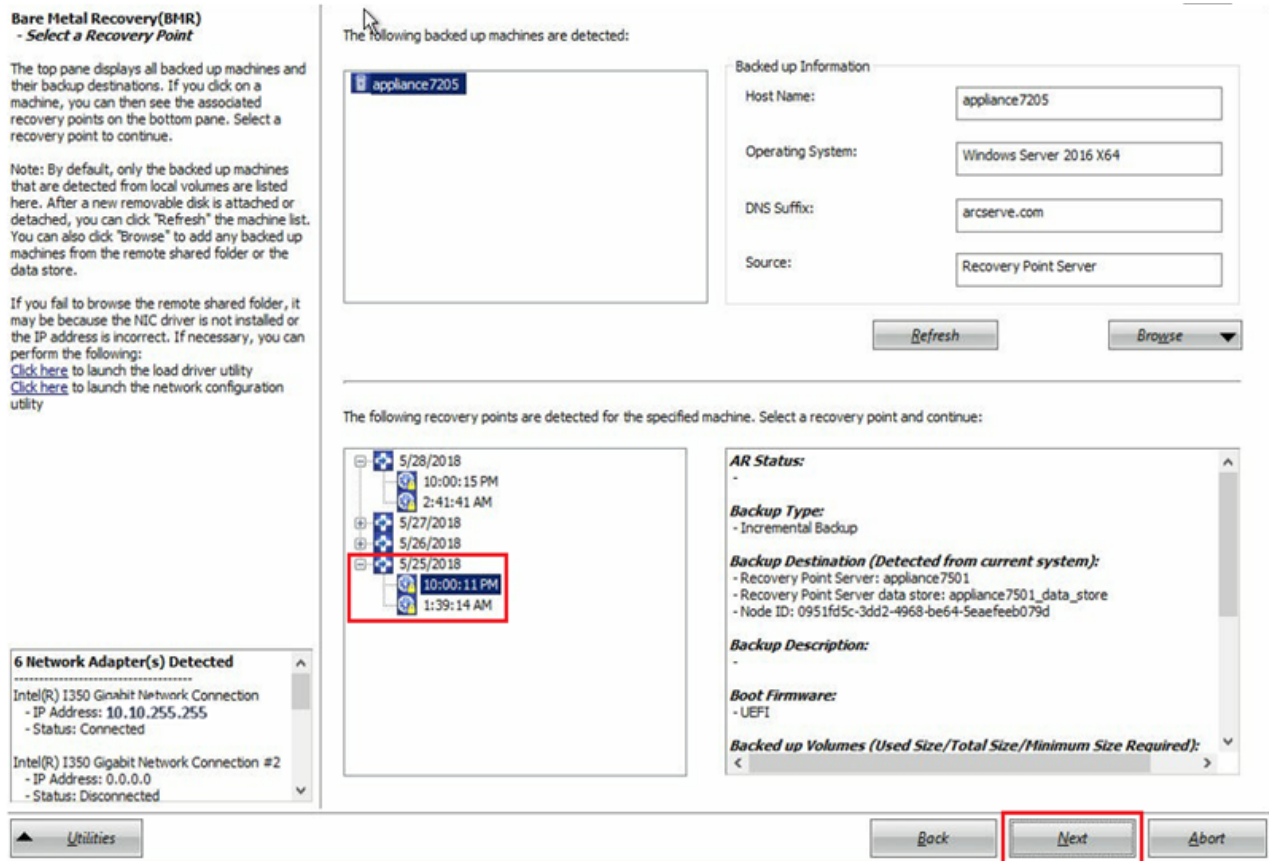 Bare Metal Recovery(BMR)
- Select a Recovery Point
The top pane displays all backed up machines and
their backup destinations. If you click on a
machine, you can then see the associated
recovery points on the bottom pane. Select a
recovery point to continue.
Note: By default, only the backed up machines
that are detected from local volumes are listed
here. After a new removable disk is attached or
detached, you can click "Refresh" the machine list.
You can also click "Browse" to add any backed up
machines from the remote shared folder or the
data store.
If you fail to browse the remote shared folder, it
may be because the NIC driver is not installed or
the IP address is incorrect. If necessary, you can
perform the following:
Click here to launch the load driver utility
Click here to launch the network configuration
utility
6 Network Adapter(s) Detected
-----------------------------------
Intel(R) I350 Gigabit Network Connection
- IP Address: 10.10.255.255
- Status: Connected
Intel(R) I350 Gigabit Network Connection #2
- IP Address: 0.0.0.0
- Status: Disconnected
The following backed up machines are detected:
appliance7205
Backed up Information
Host Name: appliance7205
Operating System: Windows Server 2016 X64
DNS Suffix: arcserve.com
Source: Recovery Point Server
Refresh
Browse
The following recovery points are detected for the specified machine. Select a recovery point and continue:
5/28/2018
10:00:15 PM
2:41:41 AM
5/27/2018
5/26/2018
5/25/2018
10:00:11 PM
1:39:14 AM
AR Status:
-
Backup Type:
- Incremental Backup
Backup Destination (Detected from current system):
- Recovery Point Server: appliance7501
- Recovery Point Server data store: appliance7501_data_store
- Node ID: 0951fd5c-3dd2-4968-be64-5eaefeeb079d
Backup Description:
-
Boot Firmware:
- UEFI
Backed up Volumes (Used Size/Total Size/Minimum Size Required):
Utilities
Back
Next
Abort